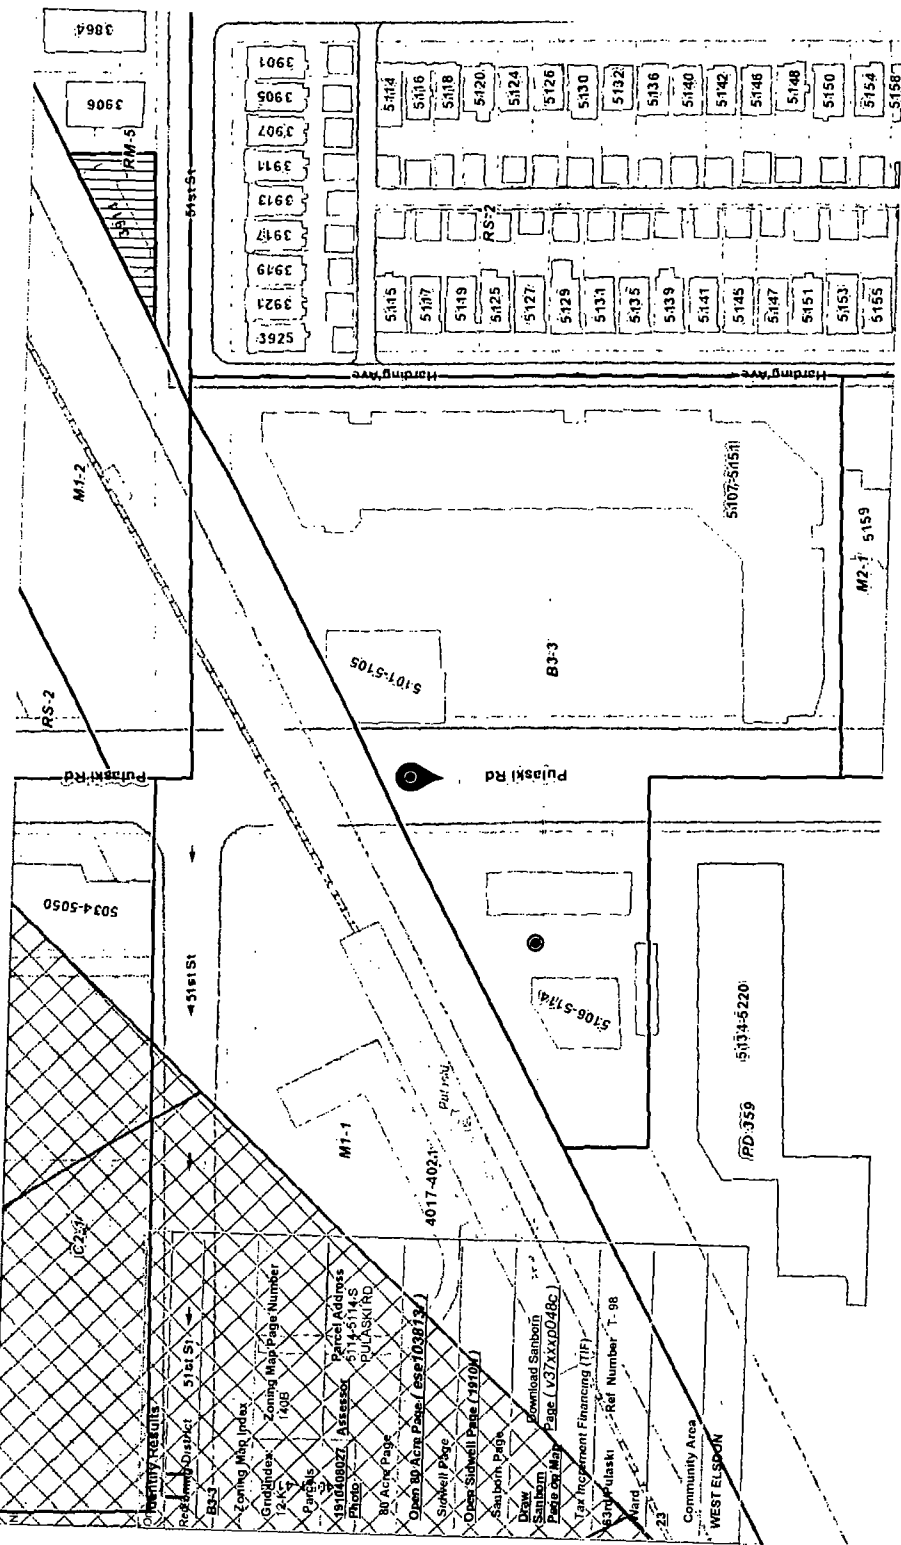 3864
3906
RM-5
51st St
3901
3905
3907
3911
3913
3917
3919
3921
3925
5114
5116
5118
5120
5124
5126
5130
5132
5136
5140
5142
5146
5148
5150
5154
5158
RS-2
5115
5117
5119
5125
5127
5129
5131
5135
5139
5141
5145
5147
5151
5153
5155
Harding Ave
Harding Ave
M1-2
5107-5151
5159
M2-1
5101-5105
B3-3
RS-2
Pulaski Rd
Pulaski Rd
Pulaski Rd
5034-5050
51st St
5106-5114
5134-5220
PD 359
M1-1
4017-4021
51st St
Identify Results
B3-3
Zoning Map Index
Grid Index:
Zoning Map Page Number
140B
Parcels
1910408027
Assessor
Photo
Parcel Address
5114-5114 S
PULASKI RD
80 Acre Page
Open 80 Acre Page
Sidwell Page
Open Sidwell Page
Sanborn Page
Draw
Sanborn
Page on Map
Download Sanborn
Page ( v37xxxp048c )
Tax Increment Financing (TIF)
63rd/Pulaski
Ref Number T- 98
Ward
23
Community Area
WEST ELSDON